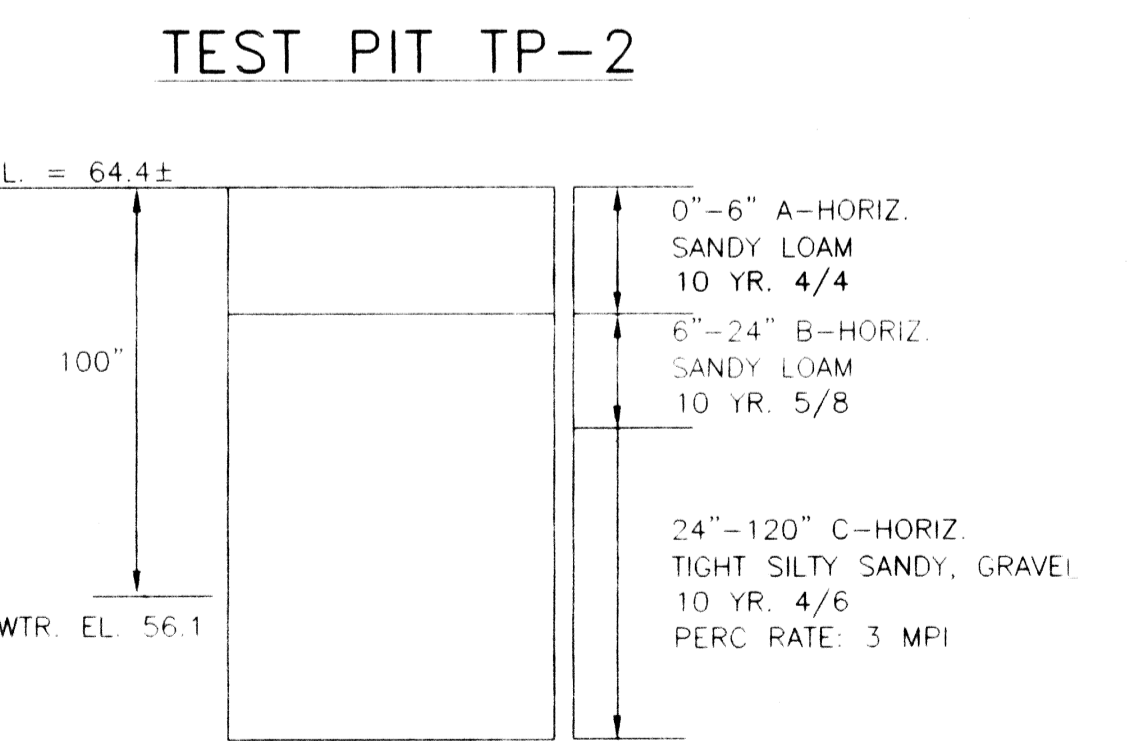 TEST PIT TP-2
L. = 64.4±
0"-6" A-HORIZ.
SANDY LOAM
10 YR. 4/4
6"-24" B-HORIZ.
SANDY LOAM
10 YR. 5/8
100"
24"-120" C-HORIZ.
TIGHT SILTY SANDY, GRAVEL
10 YR. 4/6
PERC RATE: 3 MPI
WTR. EL. 56.1